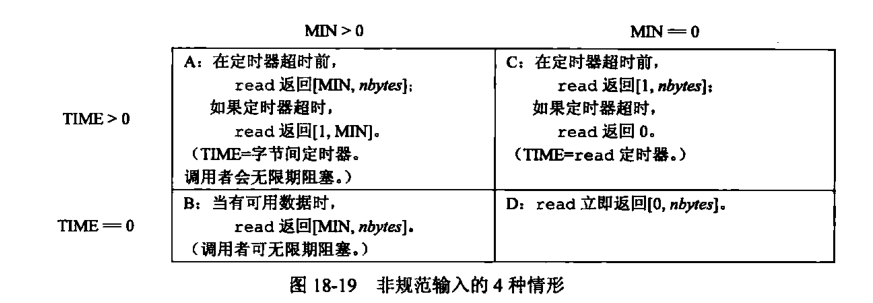 MIN > 0
MIN == 0
TIME > 0
A：在定时器超时前，
read 返回[MIN, nbytes]；
如果定时器超时，
read 返回[1, MIN]。
（TIME=字节间定时器。
调用者会无限期阻塞。）
C：在定时器超时前，
read 返回[1, nbytes]；
如果定时器超时，
read 返回 0。
（TIME=read 定时器。）
TIME == 0
B：当有可用数据时，
read 返回[MIN, nbytes]。
（调用者可无限期阻塞。）
D：read 立即返回[0, nbytes]。
图 18-19 非规范输入的 4 种情形